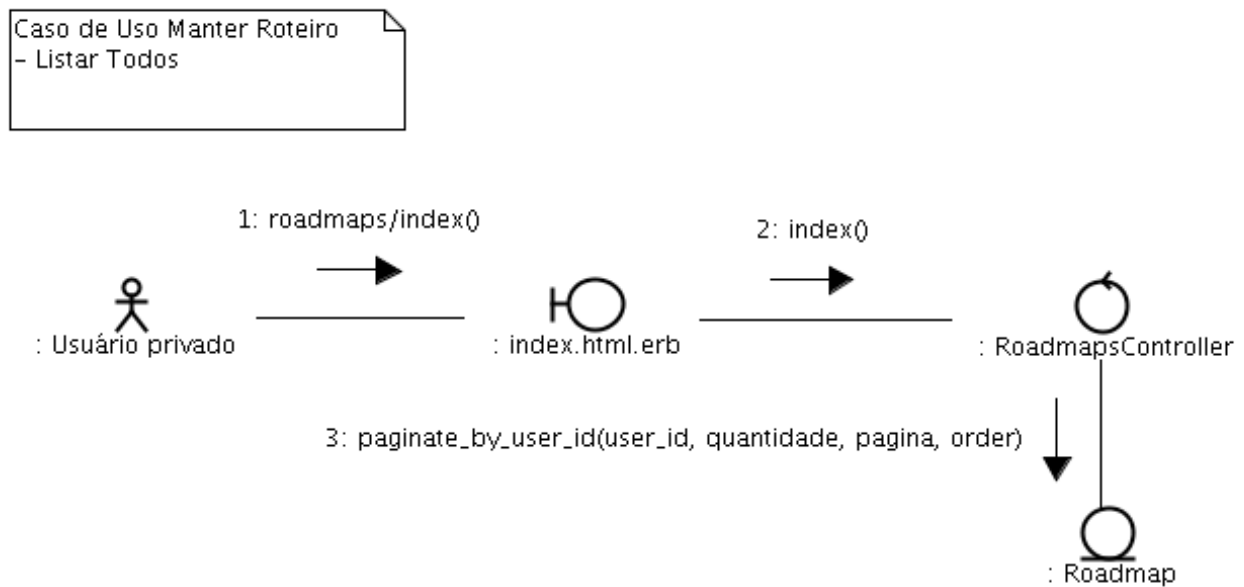 Caso de Uso Manter Roteiro
- Listar Todos
1: roadmaps/index()
2: index()
: Usuário privado
: index.html.erb
: RoadmapsController
3: paginate_by_user_id(user_id, quantidade, pagina, order)
: Roadmap